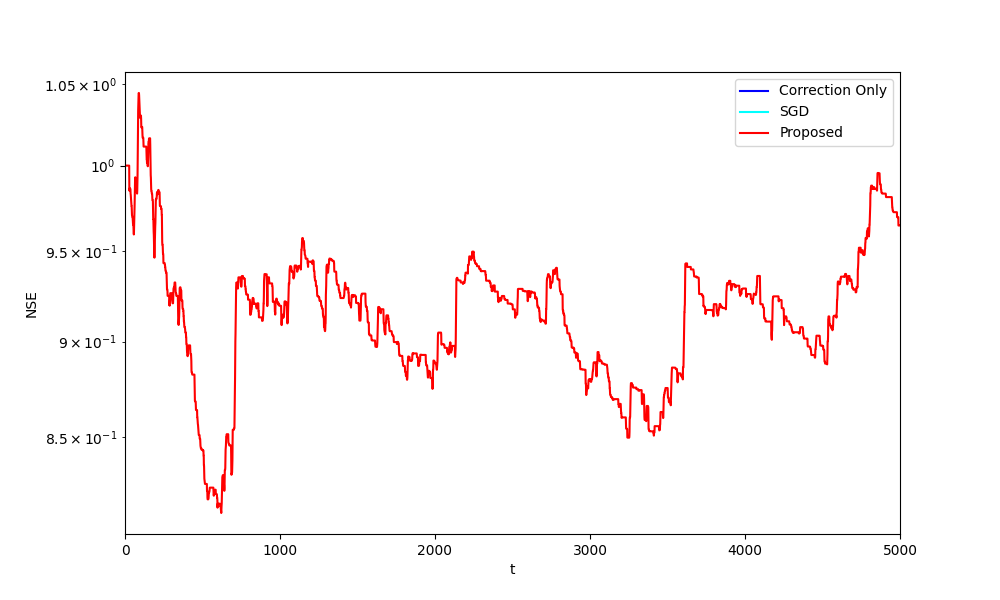 1.05 × 10⁰
10⁰
9.5 × 10⁻¹
9 × 10⁻¹
8.5 × 10⁻¹
NSE
0 1000 2000 3000 4000 5000
t
Correction Only
SGD
Proposed